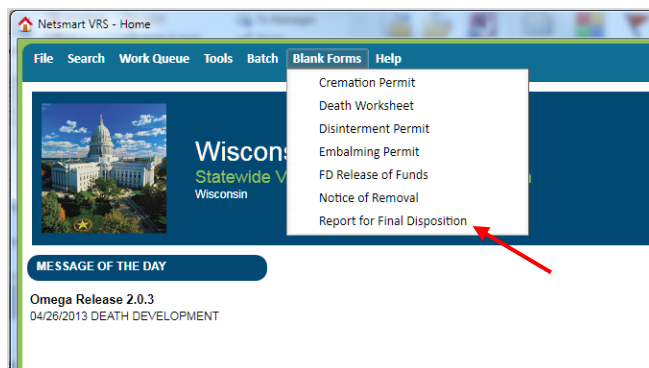 Netsmart VRS - Home
File Search Work Queue Tools Batch Blank Forms Help
Cremation Permit
Death Worksheet
Disinterment Permit
Embalming Permit
FD Release of Funds
Notice of Removal
Report for Final Disposition
Statewide
Wisconsin
MESSAGE OF THE DAY
Omega Release 2.0.3
04/26/2013 DEATH DEVELOPMENT